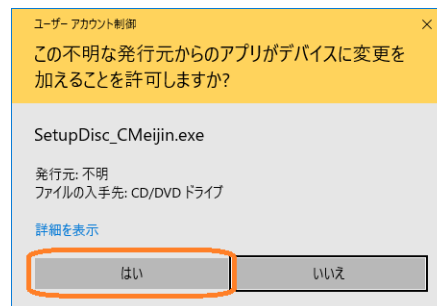 ユーザー アカウント制御
×
この不明な発行元からのアプリがデバイスに変更を
加えることを許可しますか?
SetupDisc_CMeijin.exe
発行元: 不明
ファイルの入手先: CD/DVD ドライブ
詳細を表示
はい
いいえ